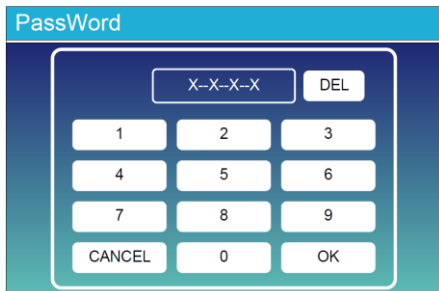 PassWord
X--X--X--X DEL
1 2 3
4 5 6
7 8 9
CANCEL 0 OK